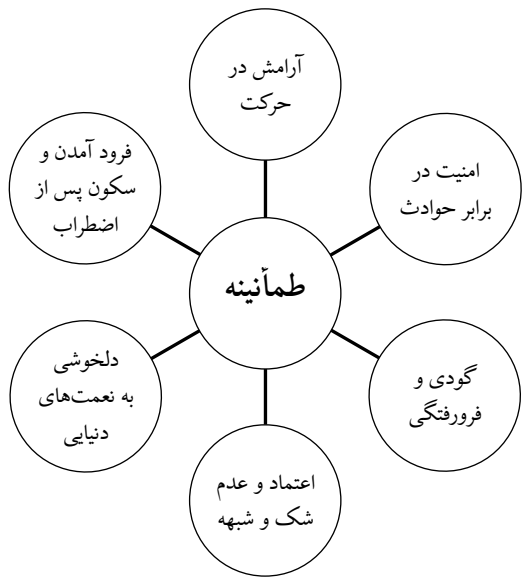 آرامش در
حرکت
امنیت در
برابر حوادث
گودی و
فرورفتگی
اعتماد و عدم
شک و شبهه
دلخوشی
به نعمت‌های
دنیایی
فرود آمدن و
سکون پس از
اضطراب
طمأنینه